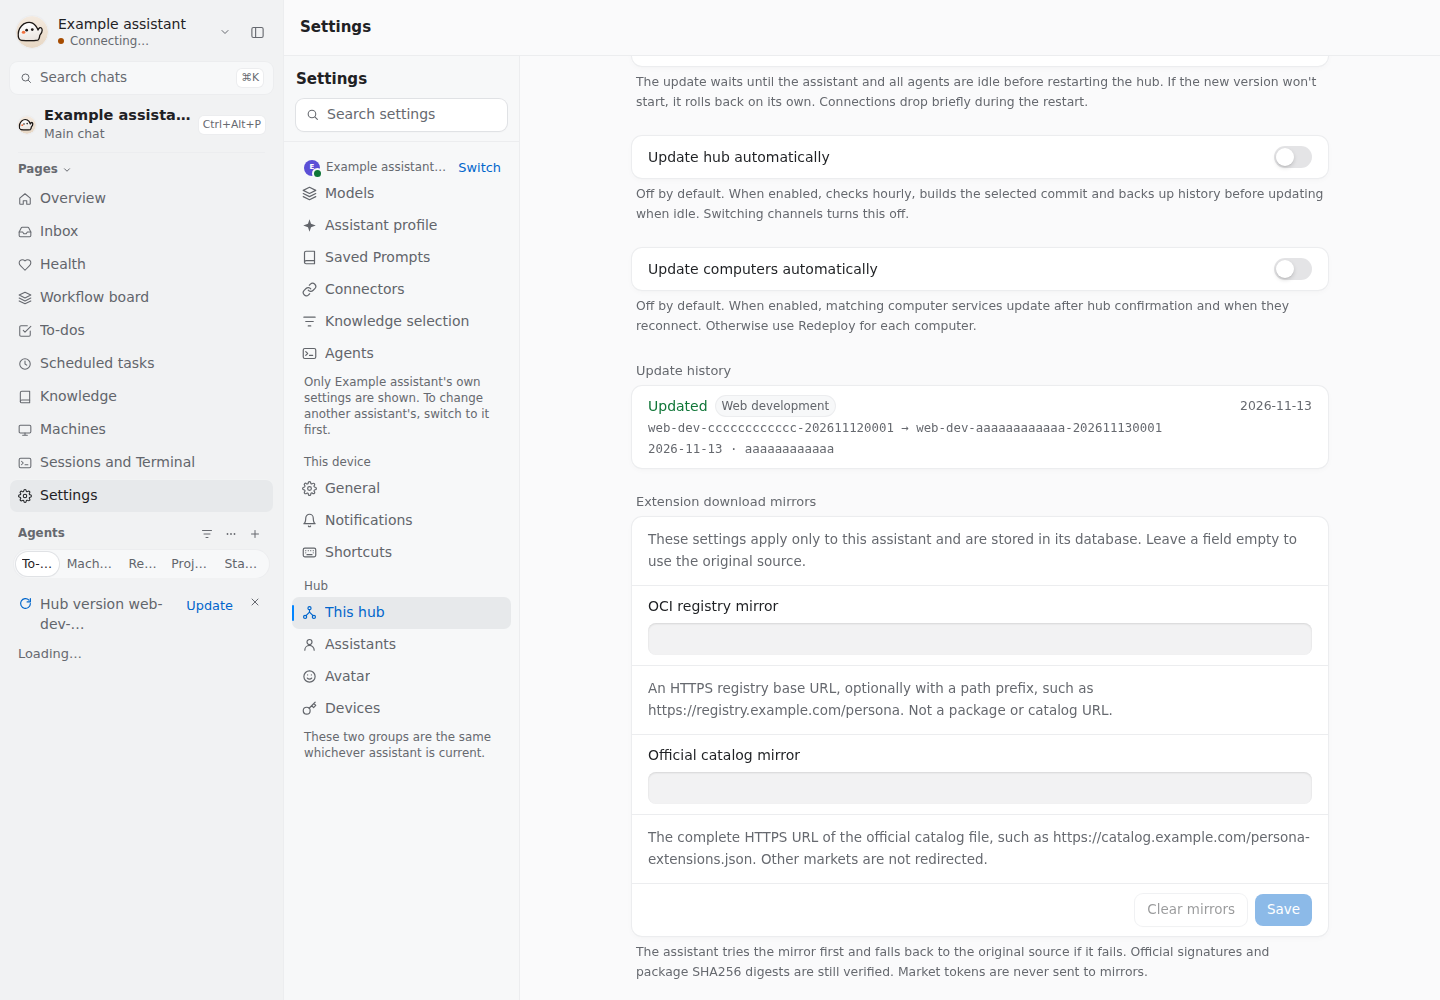 Example assistant
Connecting…
Search chats
⌘K
Example assista…
Main chat
Ctrl+Alt+P
Pages
Overview
Inbox
Health
Workflow board
To-dos
Scheduled tasks
Knowledge
Machines
Sessions and Terminal
Settings
Agents
To-…
Mach…
Re…
Proj…
Sta…
Hub version web-
dev-…
Update
Loading…
Settings
Settings
Search settings
E
Example assistant…
Switch
Models
Assistant profile
Saved Prompts
Connectors
Knowledge selection
Agents
Only Example assistant's own
settings are shown. To change
another assistant's, switch to it
first.
This device
General
Notifications
Shortcuts
Hub
This hub
Assistants
Avatar
Devices
These two groups are the same
whichever assistant is current.
The update waits until the assistant and all agents are idle before restarting the hub. If the new version won't
start, it rolls back on its own. Connections drop briefly during the restart.
Update hub automatically
Off by default. When enabled, checks hourly, builds the selected commit and backs up history before updating
when idle. Switching channels turns this off.
Update computers automatically
Off by default. When enabled, matching computer services update after hub confirmation and when they
reconnect. Otherwise use Redeploy for each computer.
Update history
Updated
Web development
2026-11-13
web-dev-cccccccccccc-202611120001 → web-dev-aaaaaaaaaaaa-202611130001
2026-11-13 · aaaaaaaaaaaa
Extension download mirrors
These settings apply only to this assistant and are stored in its database. Leave a field empty to
use the original source.
OCI registry mirror
An HTTPS registry base URL, optionally with a path prefix, such as
https://registry.example.com/persona. Not a package or catalog URL.
Official catalog mirror
The complete HTTPS URL of the official catalog file, such as https://catalog.example.com/persona-
extensions.json. Other markets are not redirected.
Clear mirrors
Save
The assistant tries the mirror first and falls back to the original source if it fails. Official signatures and
package SHA256 digests are still verified. Market tokens are never sent to mirrors.